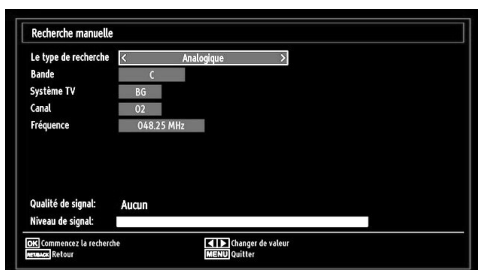 Recherche manuelle
Le type de recherche < Analogique >
Bande C
Système TV BG
Canal 02
Fréquence 048.25 MHz
Qualité de signal: Aucun
Niveau de signal:
OK Commencez la recherche Changer de valeur
RETURN/BACK Retour MENU Quitter